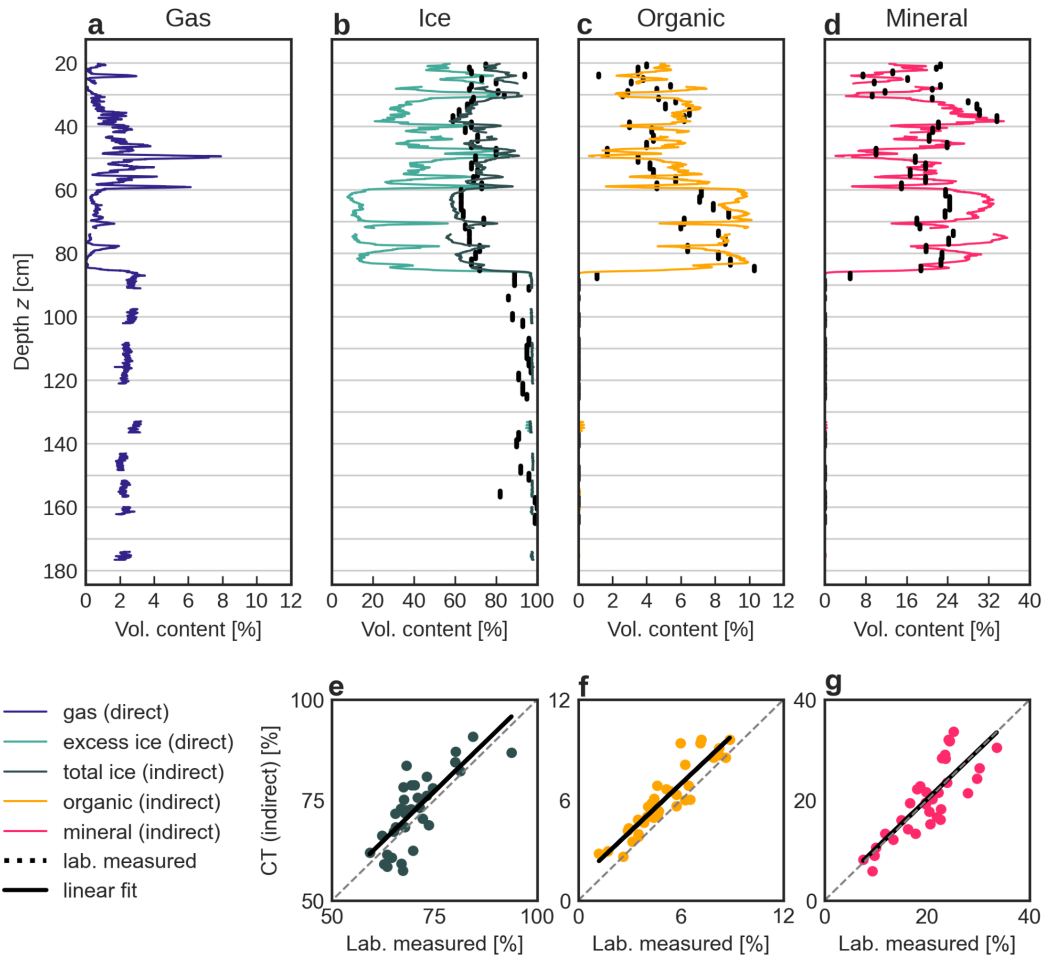 a Gas b Ice c Organic d Mineral
20
40
60
80
100
120
140
160
180
Depth z [cm]
0 2 4 6 8 10 12 0 20 40 60 80 100 0 2 4 6 8 10 12 0 8 16 24 32 40
Vol. content [%] Vol. content [%] Vol. content [%] Vol. content [%]
gas (direct)
excess ice (direct)
total ice (indirect)
organic (indirect)
mineral (indirect)
lab. measured
linear fit
e f g
100 12 40
75 6 20
50 0 0
CT (indirect) [%]
50 75 100 0 6 12 0 20 40
Lab. measured [%] Lab. measured [%] Lab. measured [%]